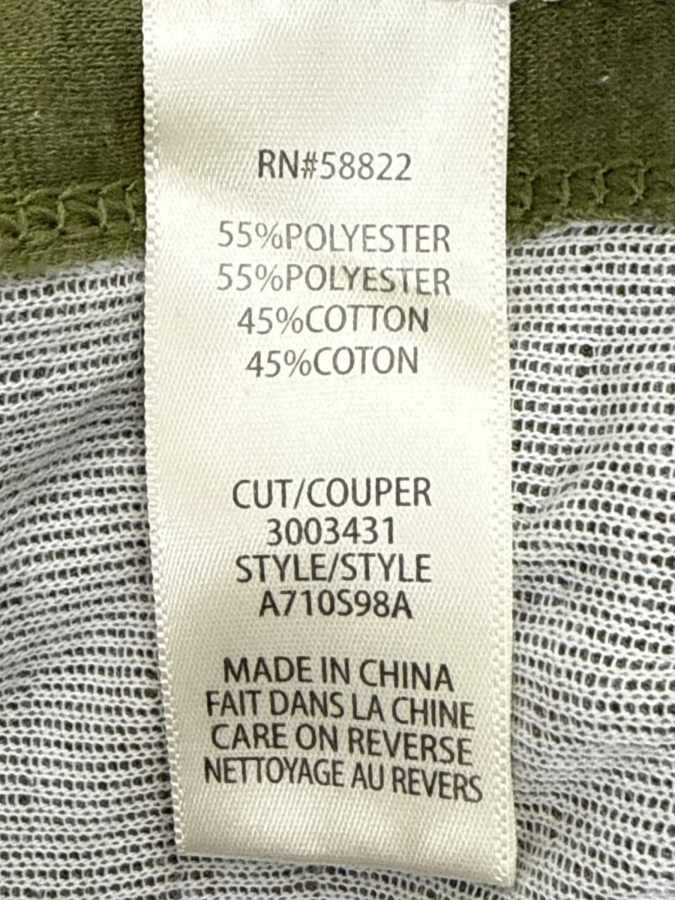 RN#58822
55%POLYESTER
55%POLYESTER
45%COTTON
45%COTON
CUT/COUPER
3003431
STYLE/STYLE
A710S98A
MADE IN CHINA
FAIT DANS LA CHINE
CARE ON REVERSE
NETTOYAGE AU REVERS